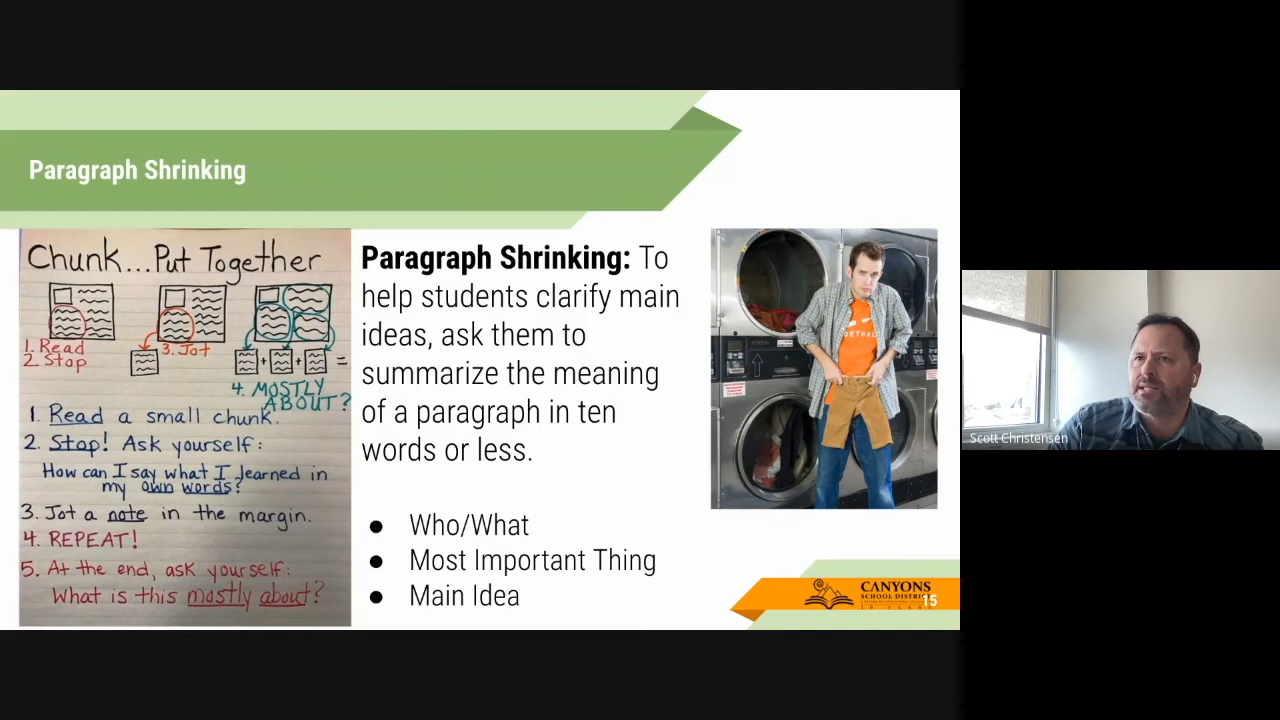 Paragraph Shrinking
Chunk...Put Together
1. Read
2. Stop
3. Jot
+ + =
4. MOSTLY
ABOUT?
1. Read a small chunk.
2. Stop! Ask yourself:
How can I say what I learned in
my own words?
3. Jot a note in the margin.
4. REPEAT!
5. At the end, ask yourself:
What is this mostly about?
Paragraph Shrinking: To
help students clarify main
ideas, ask them to
summarize the meaning
of a paragraph in ten
words or less.
● Who/What
● Most Important Thing
● Main Idea
CANYONS
SCHOOL DISTRICT
15
Scott Christensen